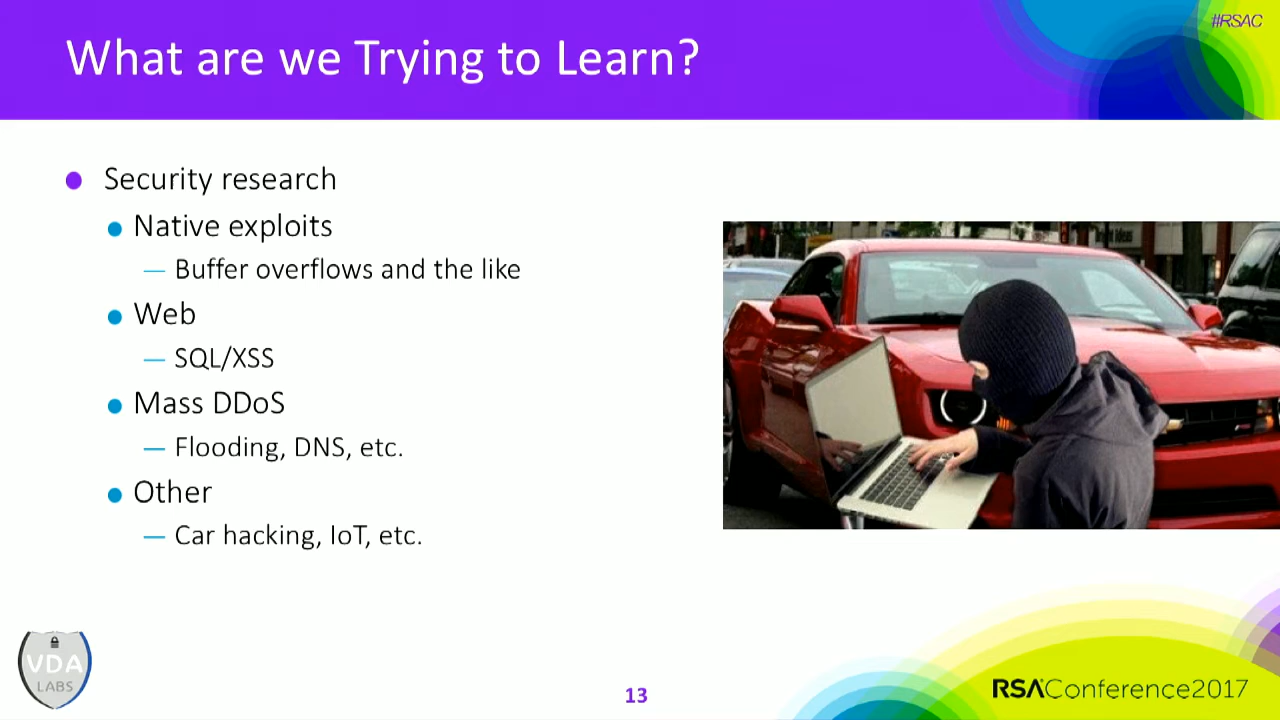 #RSAC
What are we Trying to Learn?
Security research
Native exploits
— Buffer overflows and the like
Web
— SQL/XSS
Mass DDoS
— Flooding, DNS, etc.
Other
— Car hacking, IoT, etc.
VDA
LABS
13
RSAConference2017